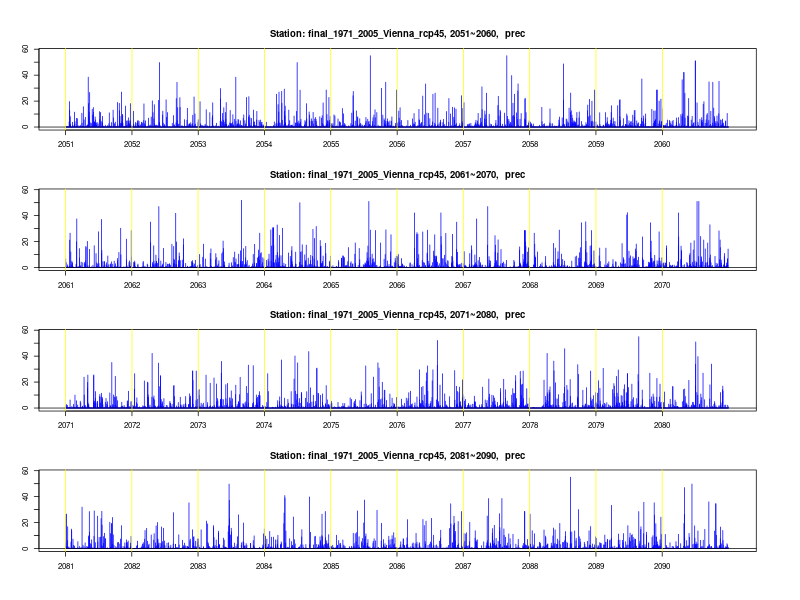 Station: final_1971_2005_Vienna_rcp45, 2051~2060, prec
0 20 40 60
2051 2052 2053 2054 2055 2056 2057 2058 2059 2060
Station: final_1971_2005_Vienna_rcp45, 2061~2070, prec
0 20 40 60
2061 2062 2063 2064 2065 2066 2067 2068 2069 2070
Station: final_1971_2005_Vienna_rcp45, 2071~2080, prec
0 20 40 60
2071 2072 2073 2074 2075 2076 2077 2078 2079 2080
Station: final_1971_2005_Vienna_rcp45, 2081~2090, prec
0 20 40 60
2081 2082 2083 2084 2085 2086 2087 2088 2089 2090